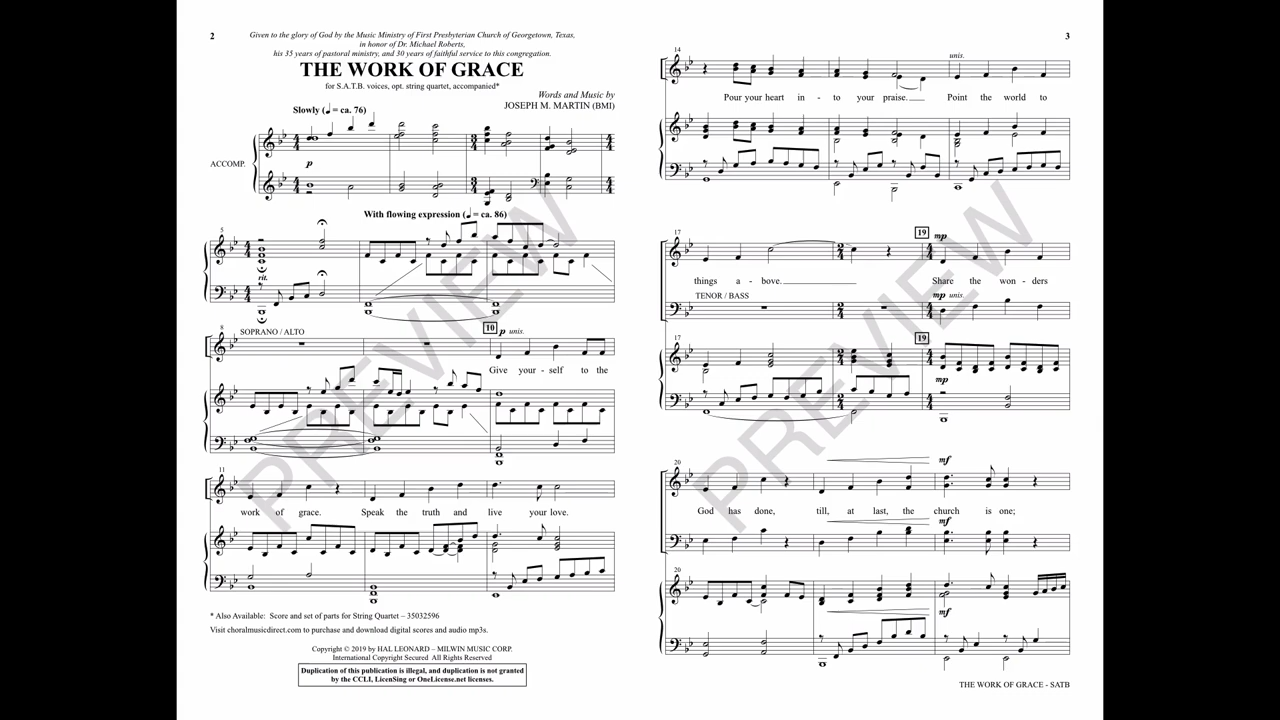 2
Given to the glory of God by the Music Ministry of First Presbyterian Church of Georgetown, Texas,
in honor of Dr. Michael Roberts,
his 35 years of pastoral ministry, and 30 years of faithful service to this congregation.
THE WORK OF GRACE
for S.A.T.B. voices, opt. string quartet, accompanied*
Words and Music by
JOSEPH M. MARTIN (BMI)
Slowly (♩ = ca. 76)
ACCOMP.
p
With flowing expression (♩ = ca. 86)
5
rit.
8
SOPRANO / ALTO
10 p unis.
Give your - self to the
11
work of grace. Speak the truth and live your love.
* Also Available: Score and set of parts for String Quartet – 35032596
Visit choralmusicdirect.com to purchase and download digital scores and audio mp3s.
Copyright © 2019 by HAL LEONARD – MILWIN MUSIC CORP.
International Copyright Secured All Rights Reserved
Duplication of this publication is illegal, and duplication is not granted
by the CCLI, LicenSing or OneLicense.net licenses.
PREVIEW
3
14
unis.
Pour your heart in - to your praise. Point the world to
17
19 mp
things a - bove. Share the won - ders
TENOR / BASS
mp unis.
17
19
mp
20
mf
God has done, till, at last, the church is one;
mf
20
mf
THE WORK OF GRACE - SATB
PREVIEW